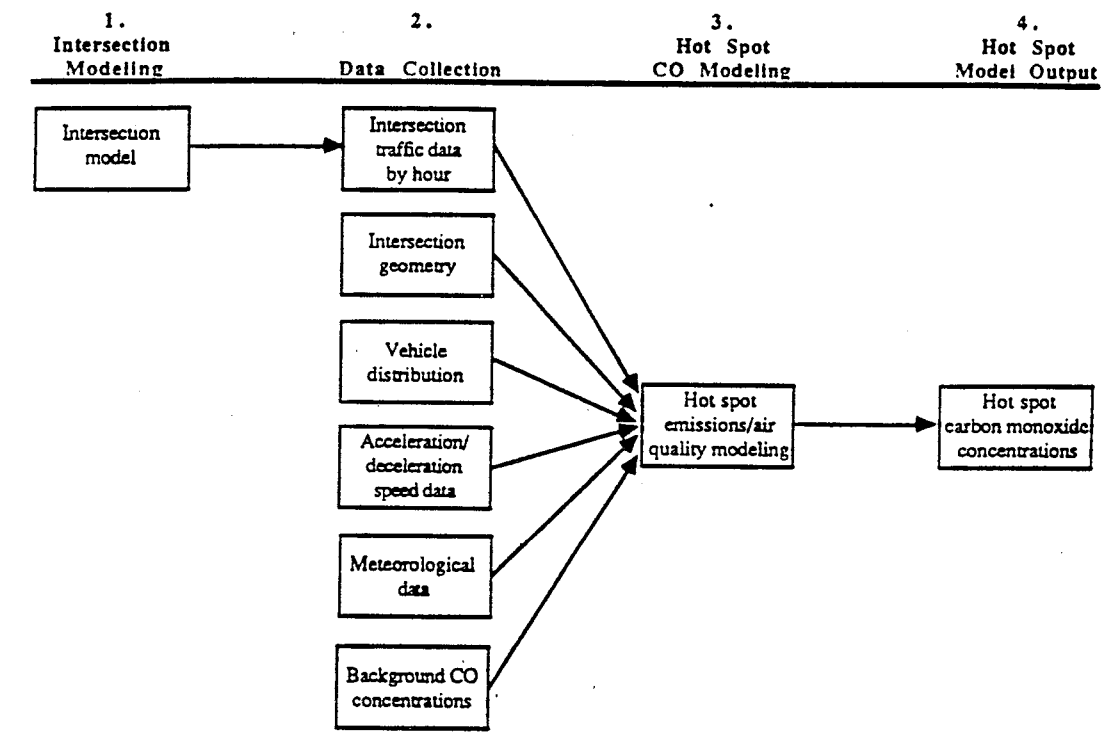 1.
Intersection
Modeling
2.
Data Collection
3.
Hot Spot
CO Modeling
4.
Hot Spot
Model Output
Intersection
model
Intersection
traffic data
by hour
Intersection
geometry
Vehicle
distribution
Acceleration/
deceleration
speed data
Meteorological
data
Background CO
concentrations
Hot spot
emissions/air
quality modeling
Hot spot
carbon monoxide
concentrations